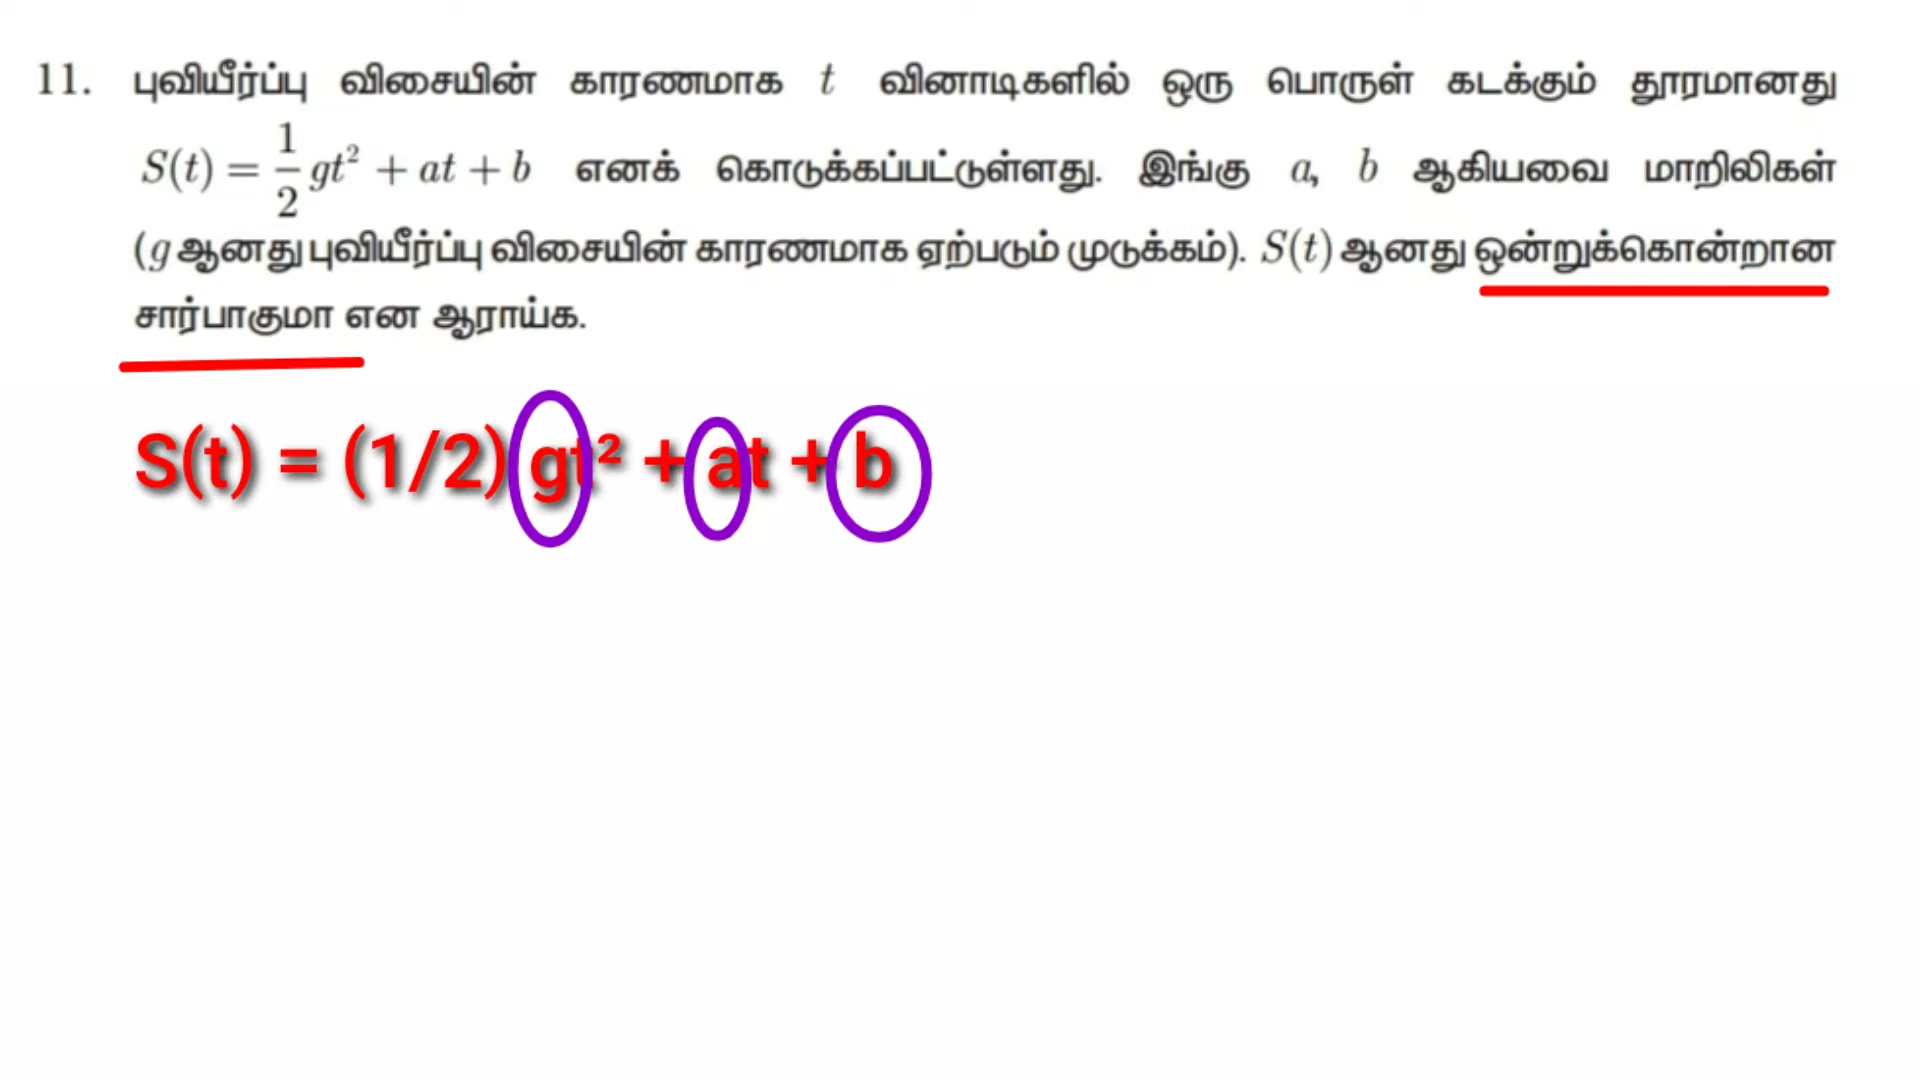 11. புவியீர்ப்பு விசையின் காரணமாக t வினாடிகளில் ஒரு பொருள் கடக்கும் தூரமானது
S(t) = 1/2 gt² + at + b எனக் கொடுக்கப்பட்டுள்ளது. இங்கு a, b ஆகியவை மாறிலிகள்
(g ஆனது புவியீர்ப்பு விசையின் காரணமாக ஏற்படும் முடுக்கம்). S(t) ஆனது ஒன்றுக்கொன்றான
சார்பாகுமா என ஆராய்க.
S(t) = (1/2) gt² + at + b